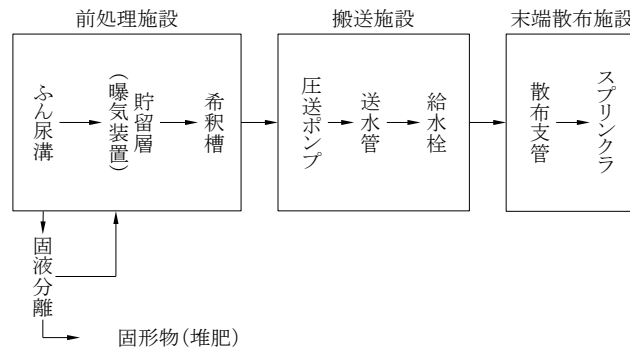 前処理施設
搬送施設
末端散布施設
ふん尿溝
貯留層
(曝気装置)
希釈槽
圧送ポンプ
送水管
給水栓
散布支管
スプリンクラ
固液分離
固形物(堆肥)